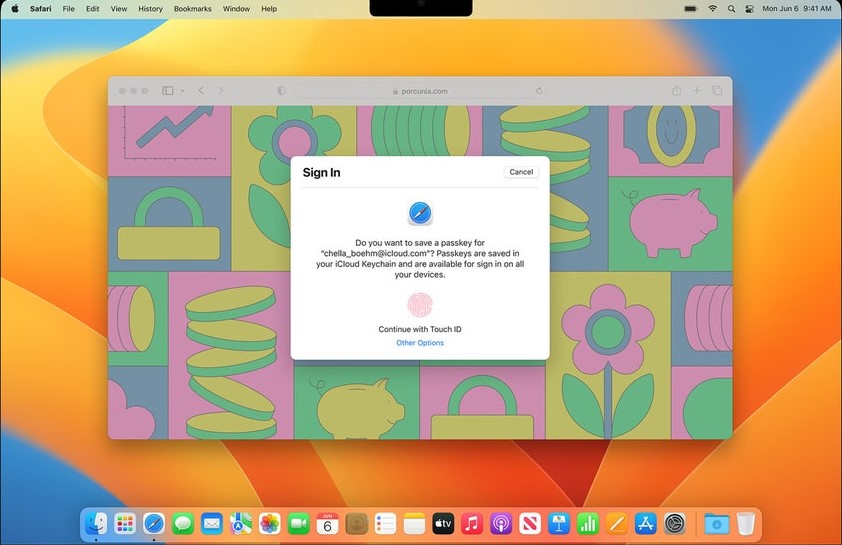 Safari File Edit View History Bookmarks Window Help Mon Jun 6 9:41 AM
porcunia.com
Sign In Cancel
Do you want to save a passkey for
“chella_boehm@icloud.com”? Passkeys are saved in
your iCloud Keychain and are available for sign in on all
your devices.
Continue with Touch ID
Other Options
JUN
6
tv